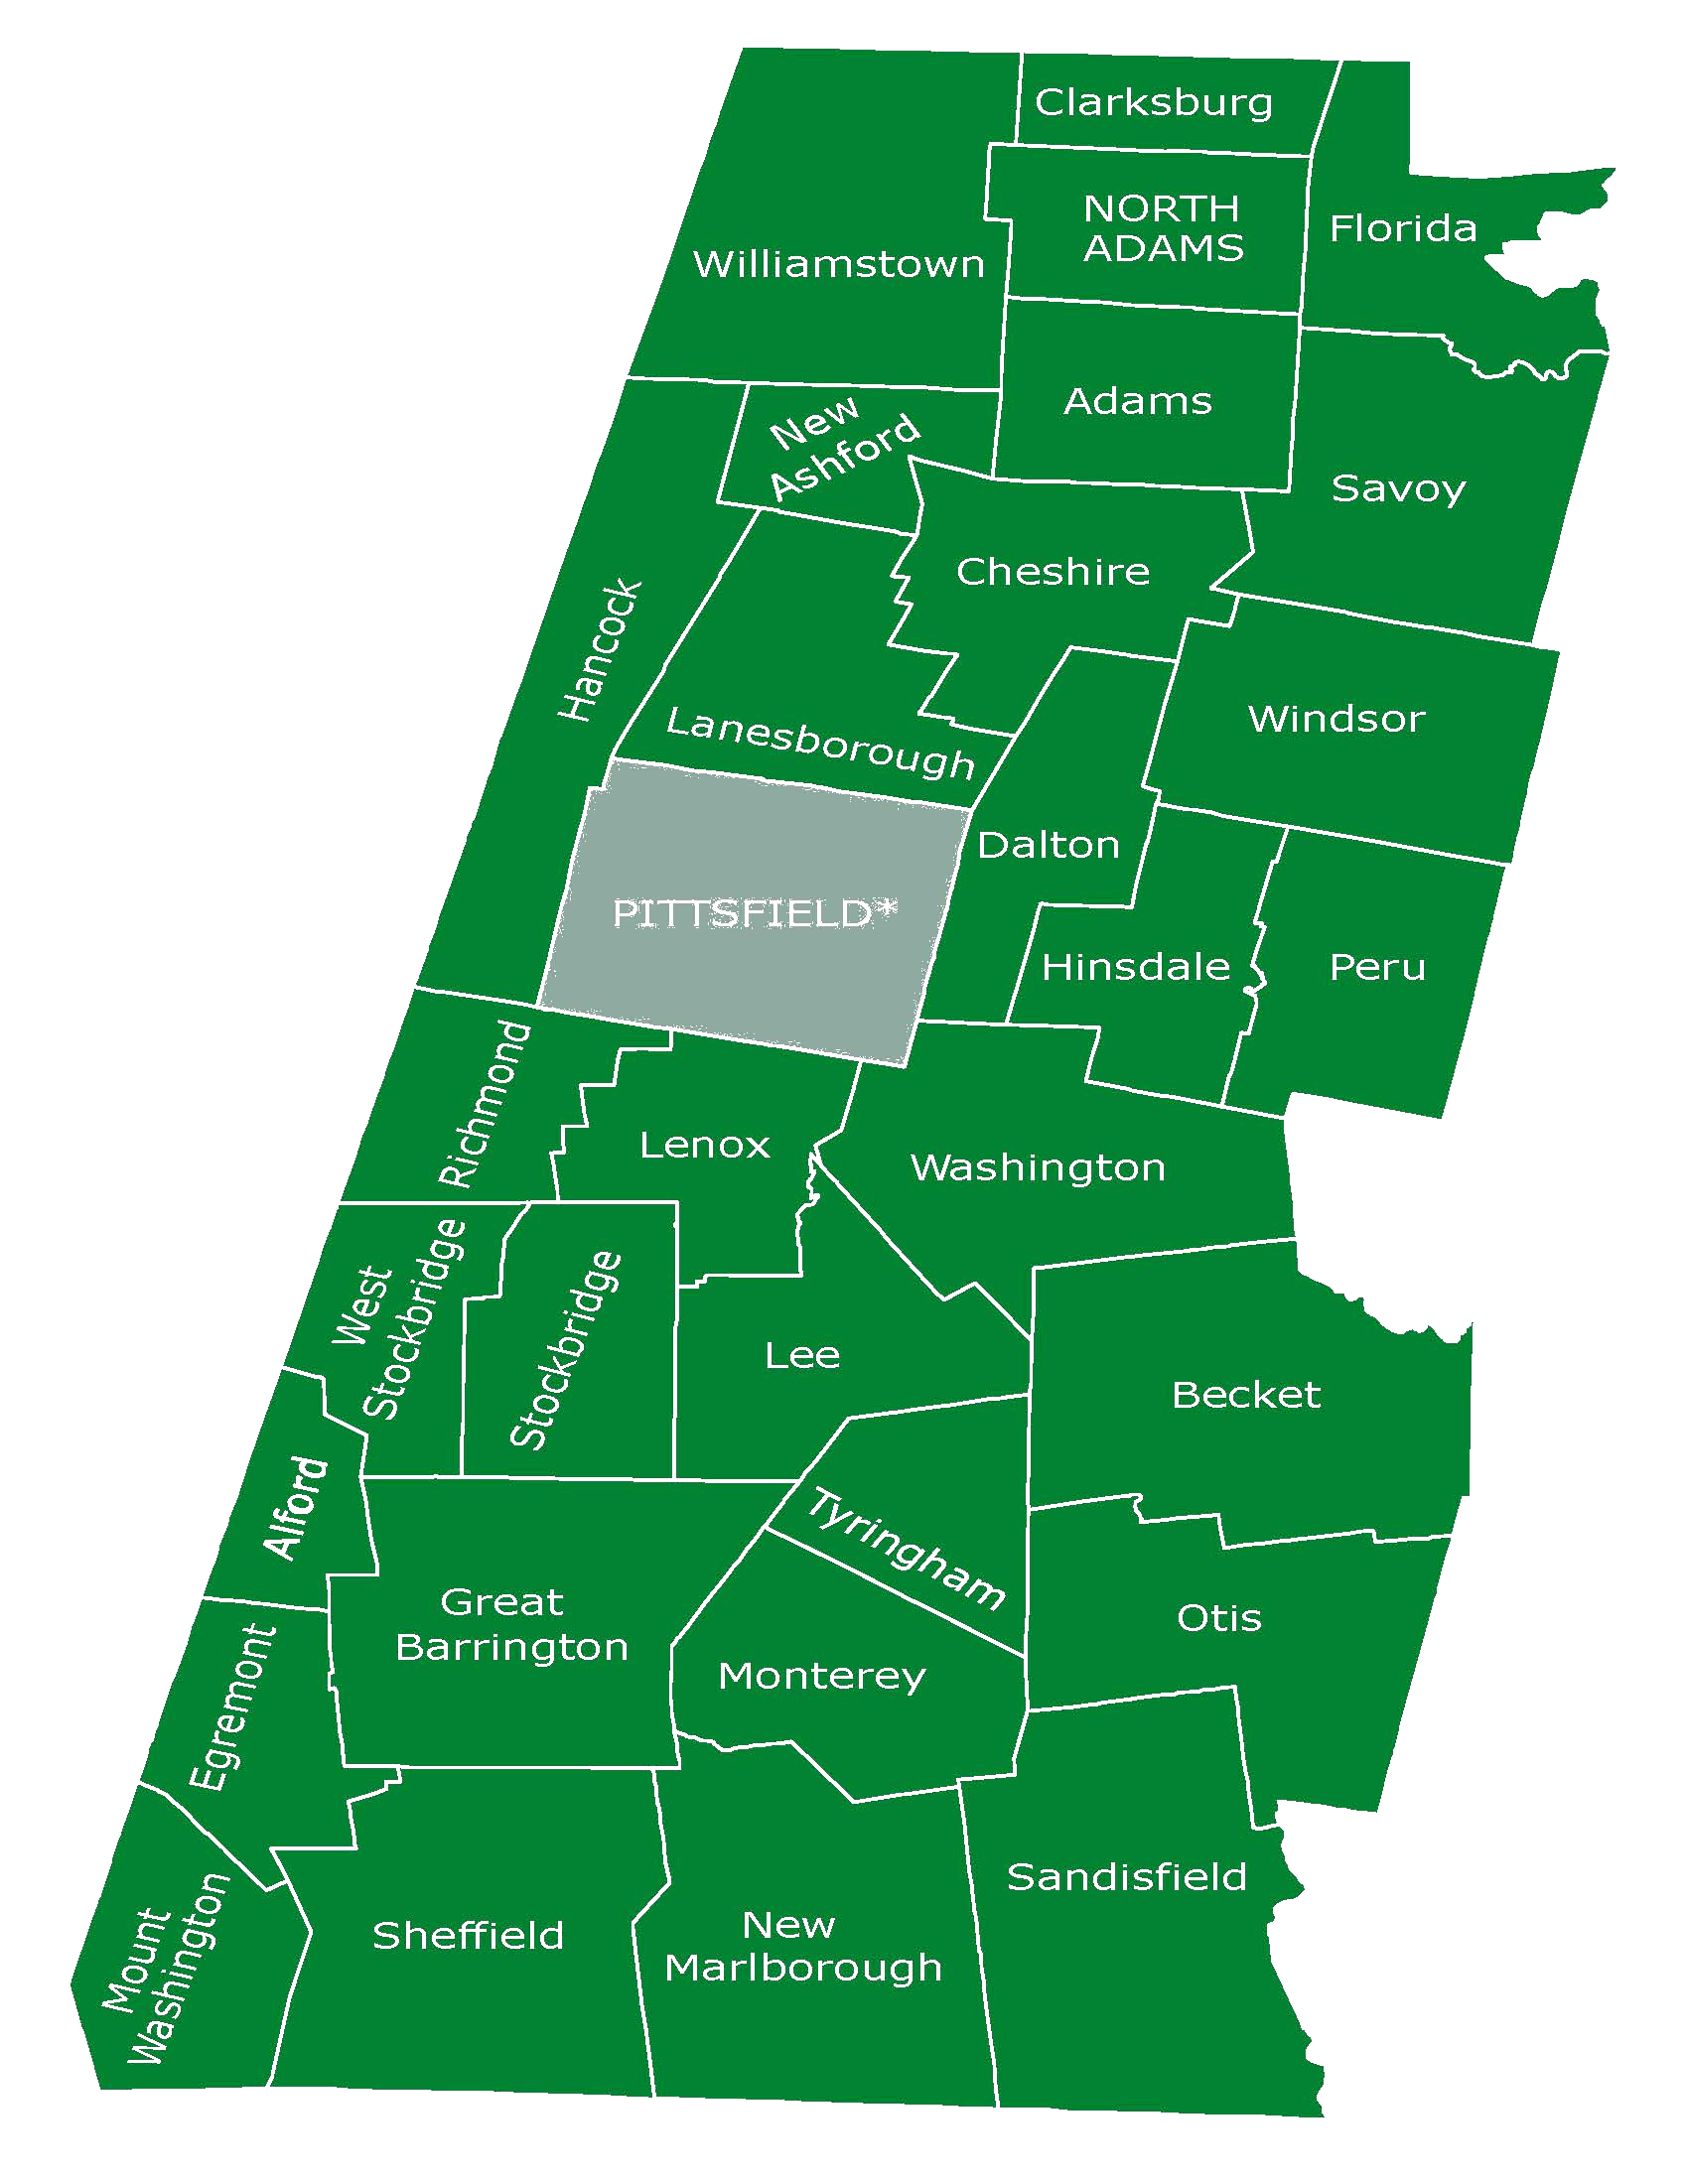 Clarksburg
NORTH
ADAMS
Florida
Williamstown
Adams
New
Ashford
Savoy
Cheshire
Hancock
Windsor
Lanesborough
Dalton
PITTSFIELD*
Hinsdale
Peru
Richmond
Lenox
Washington
West
Stockbridge
Stockbridge
Lee
Becket
Alford
Tyringham
Great
Barrington
Otis
Monterey
Egremont
Sandisfield
Mount
Washington
Sheffield
New
Marlborough